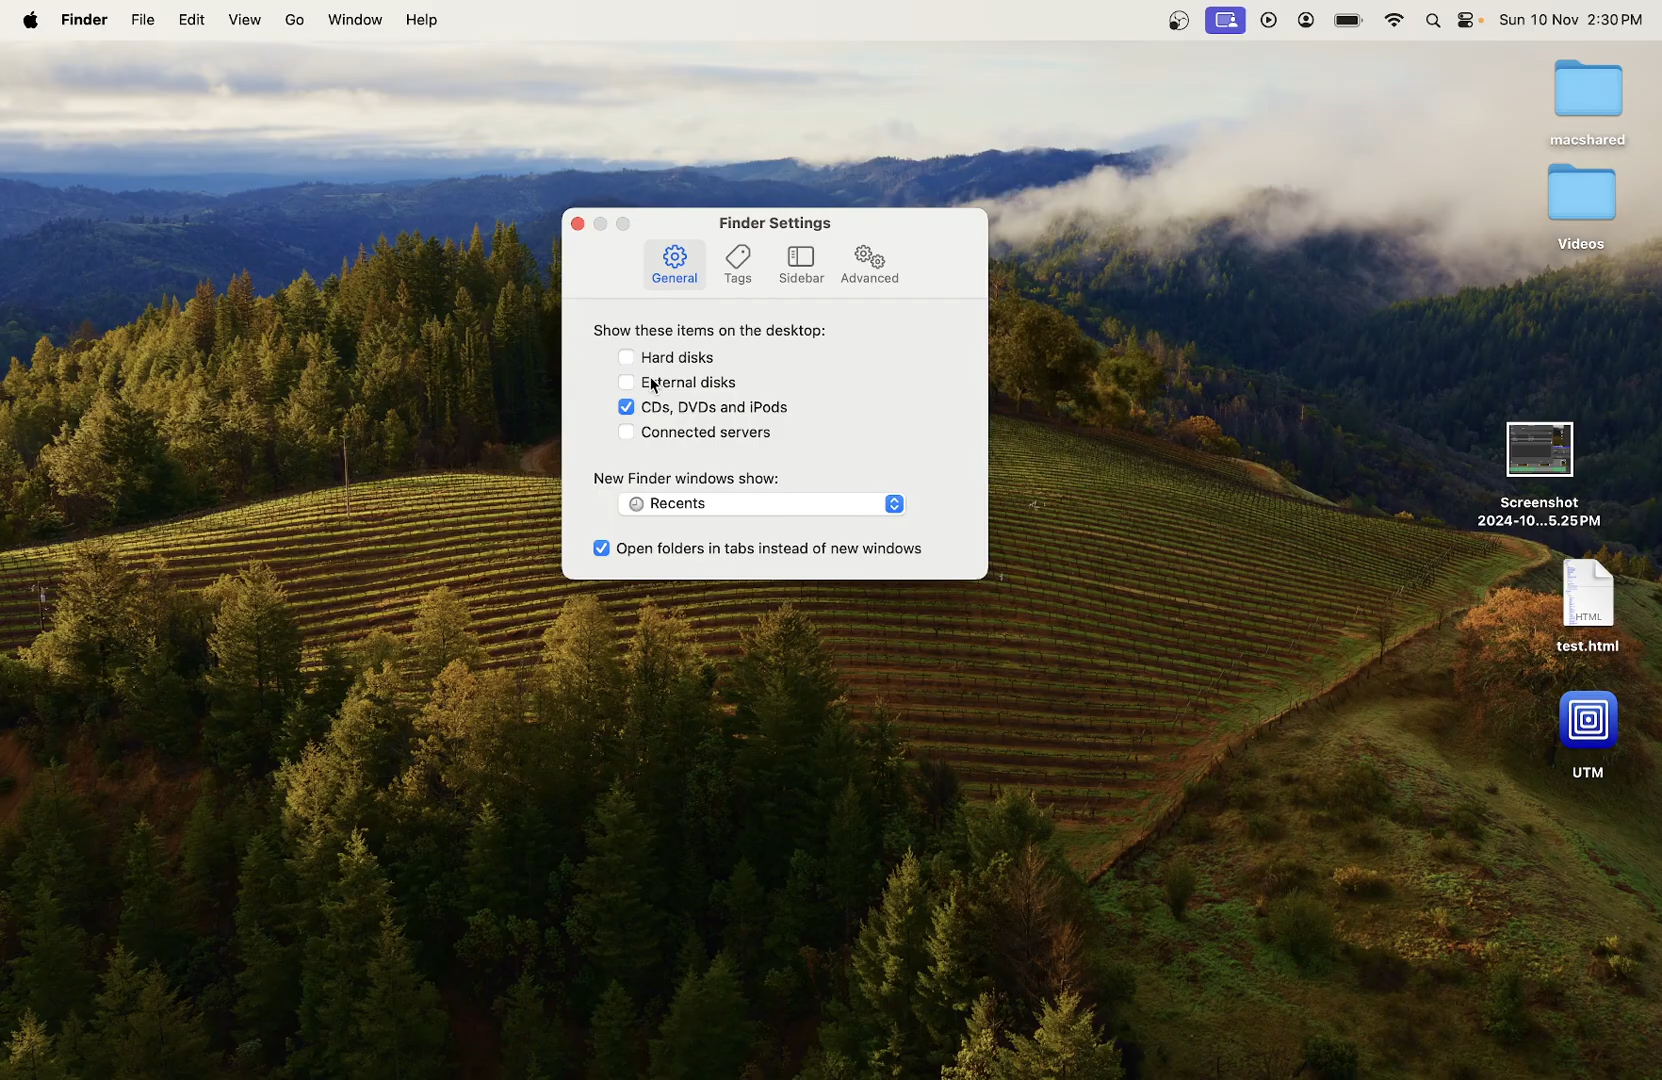 Finder File Edit View Go Window Help Sun 10 Nov 2:30 PM
macshared
Videos
Finder Settings
General Tags Sidebar Advanced
Show these items on the desktop:
Hard disks
External disks
CDs, DVDs and iPods
Connected servers
New Finder windows show:
Recents
Open folders in tabs instead of new windows
Screenshot
2024-10...5.25 PM
HTML
test.html
UTM